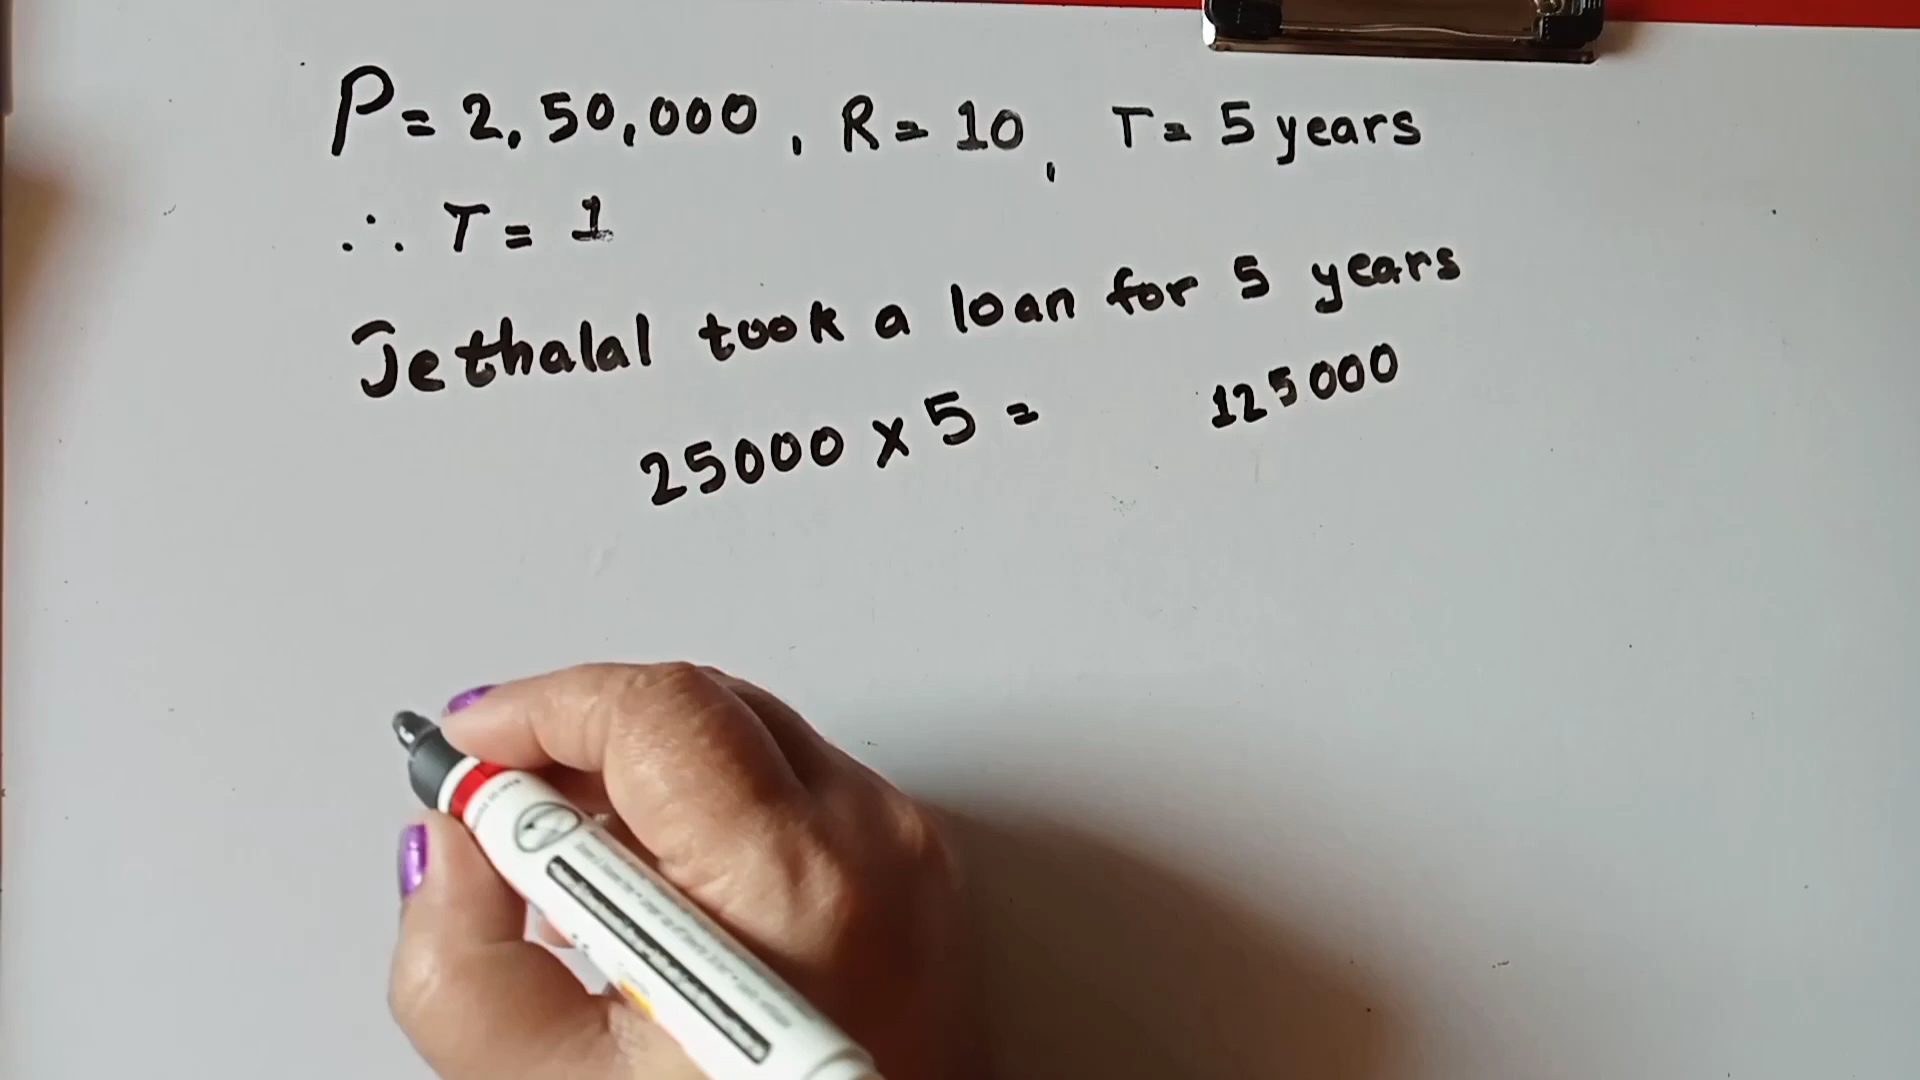 P = 2,50,000, R = 10, T = 5 years
∴ T = 1
Jethalal took a loan for 5 years
25000 x 5 = 125000